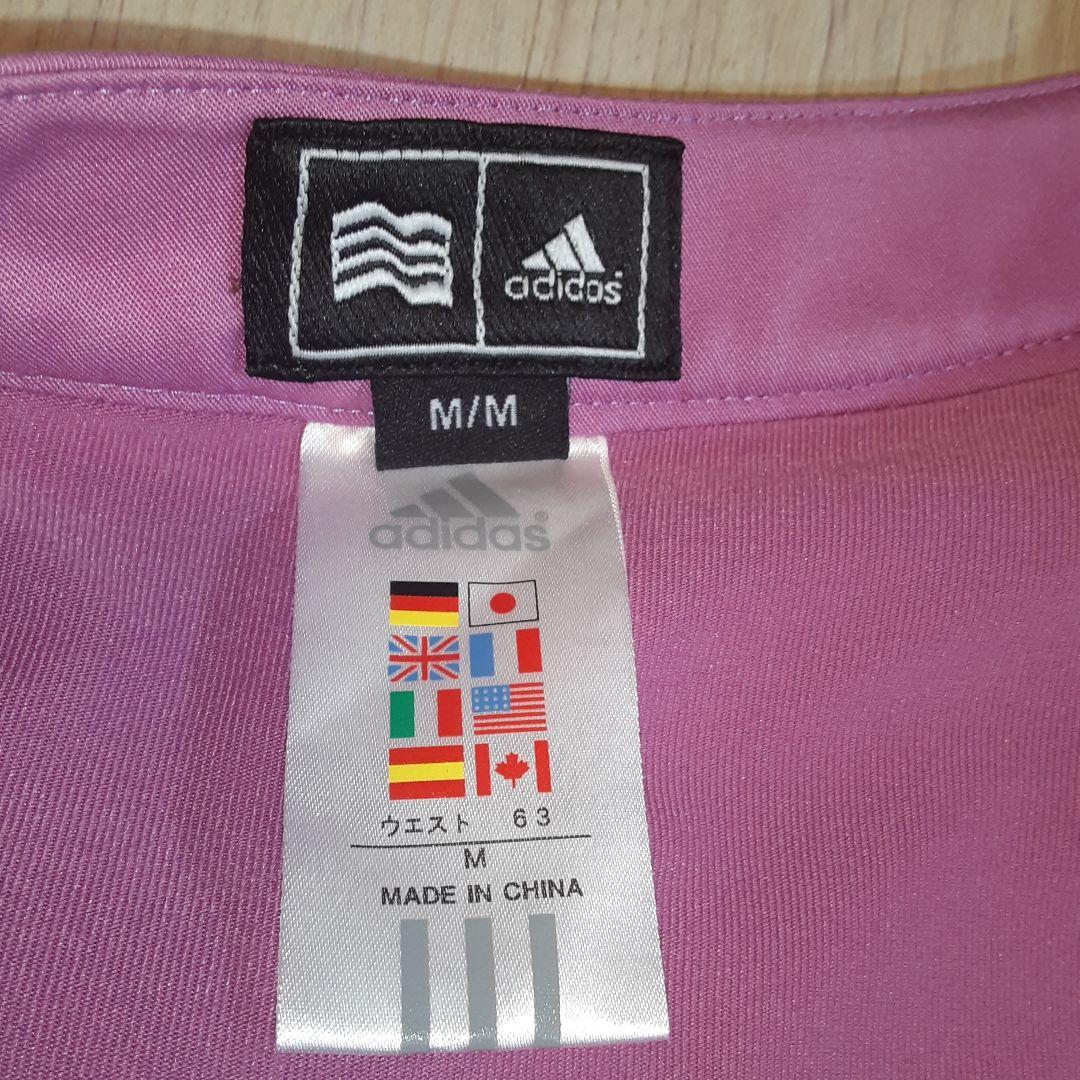 adidas
M/M
adidas®
ウエスト 63
M
MADE IN CHINA